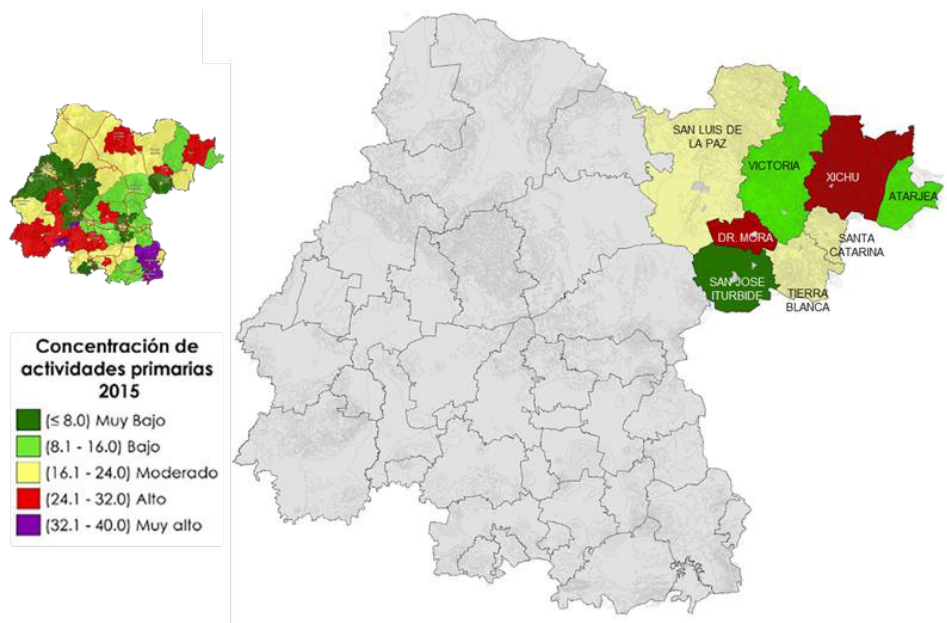 SAN LUIS DE
LA PAZ
VICTORIA
XICHU
ATARJEA
DR. MORA
SANTA
CATARINA
SAN JOSE
ITURBIDE
TIERRA
BLANCA
Concentración de
actividades primarias
2015
(≤ 8.0) Muy Bajo
(8.1 - 16.0) Bajo
(16.1 - 24.0) Moderado
(24.1 - 32.0) Alto
(32.1 - 40.0) Muy alto